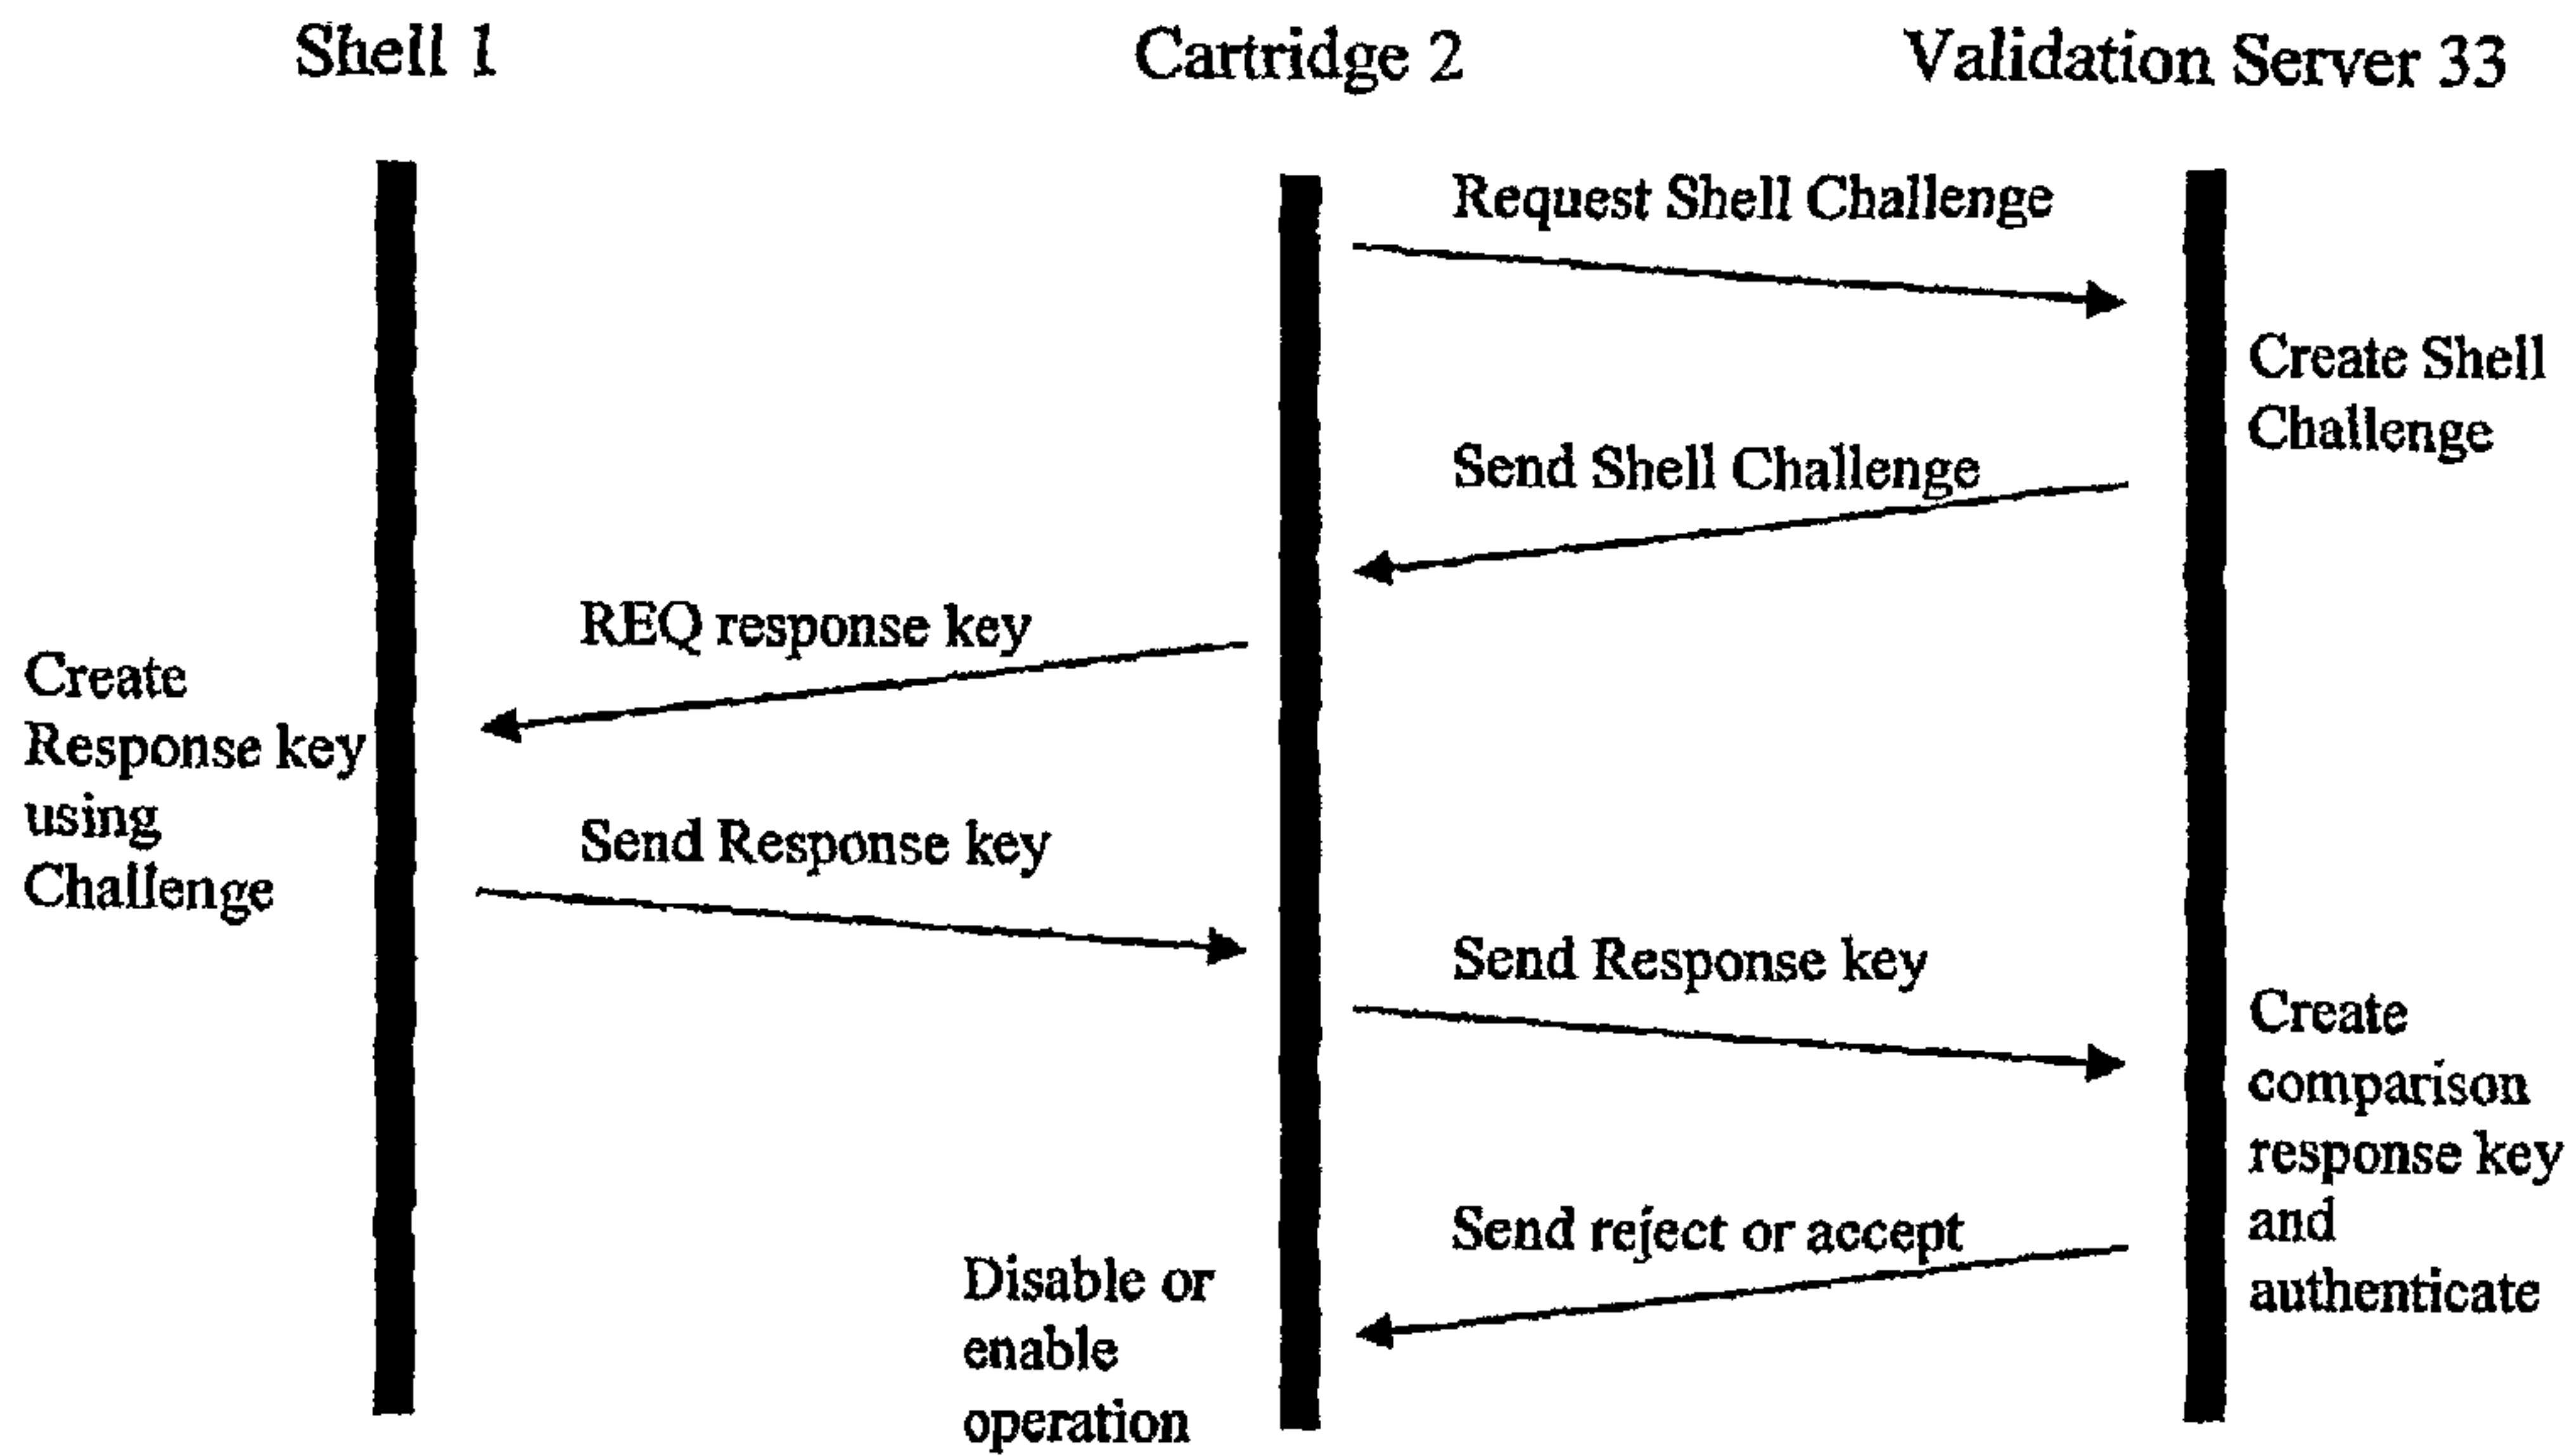 Shell 1
Cartridge 2
Validation Server 33
Request Shell Challenge
Create Shell
Challenge
Send Shell Challenge
REQ response key
Create
Response key
using
Challenge
Send Response key
Send Response key
Create
comparison
response key
and
authenticate
Send reject or accept
Disable or
enable
operation